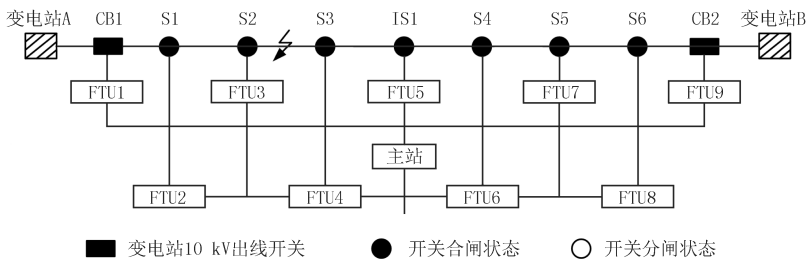 变电站A CB1 S1 S2 S3 IS1 S4 S5 S6 CB2 变电站B
FTU1 FTU3 FTU5 FTU7 FTU9
主站
FTU2 FTU4 FTU6 FTU8
变电站10 kV出线开关 开关合闸状态 开关分闸状态